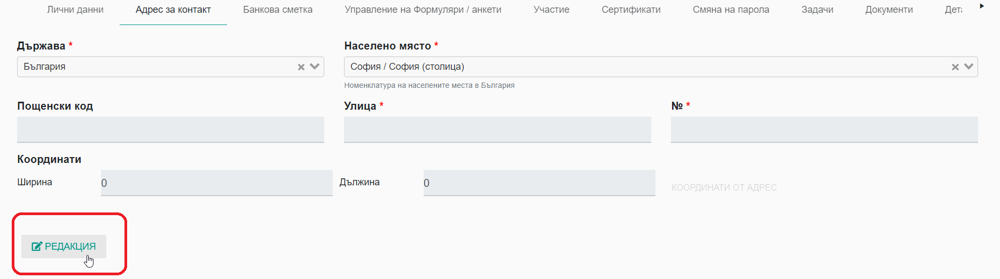 Лични данни Адрес за контакт Банкова сметка Управление на Формуляри / анкети Участие Сертификати Смяна на парола Задачи Документи Дета
Държава * Населено място *
България София / София (столица)
Номенклатура на населените места в България
Пощенски код Улица * № *
Координати
Ширина 0 Дължина 0 КООРДИНАТИ ОТ АДРЕС
РЕДАКЦИЯ